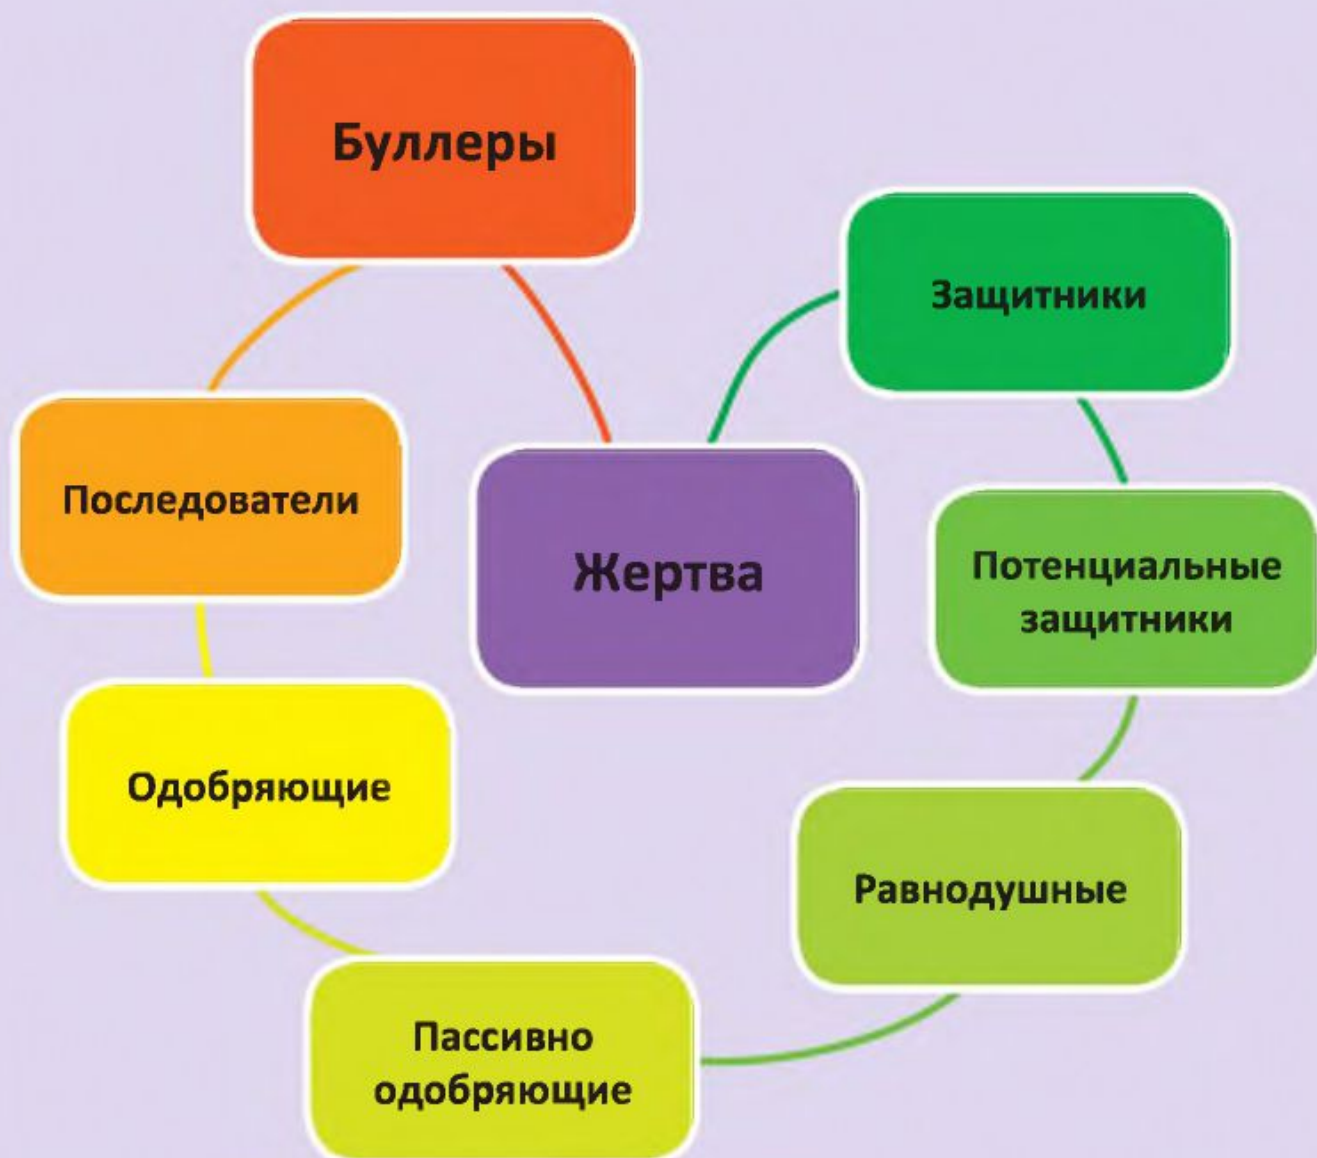 Буллеры
Защитники
Последователи
Жертва
Потенциальные
защитники
Одобряющие
Равнодушные
Пассивно
одобряющие